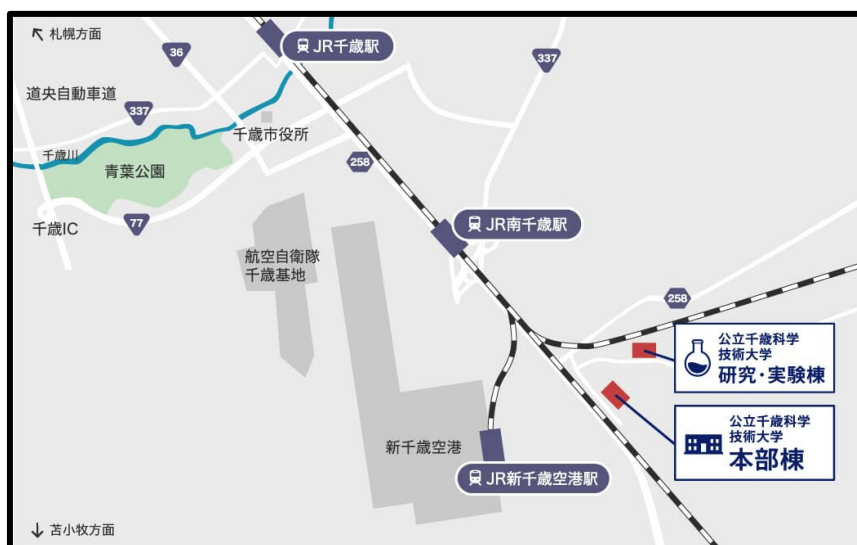 札幌方面
JR千歳駅
36
337
道央自動車道
337
千歳市役所
千歳川
258
青葉公園
JR南千歳駅
77
千歳IC
航空自衛隊
千歳基地
258
公立千歳科学
技術大学
研究・実験棟
公立千歳科学
技術大学
本部棟
新千歳空港
JR新千歳空港駅
苫小牧方面